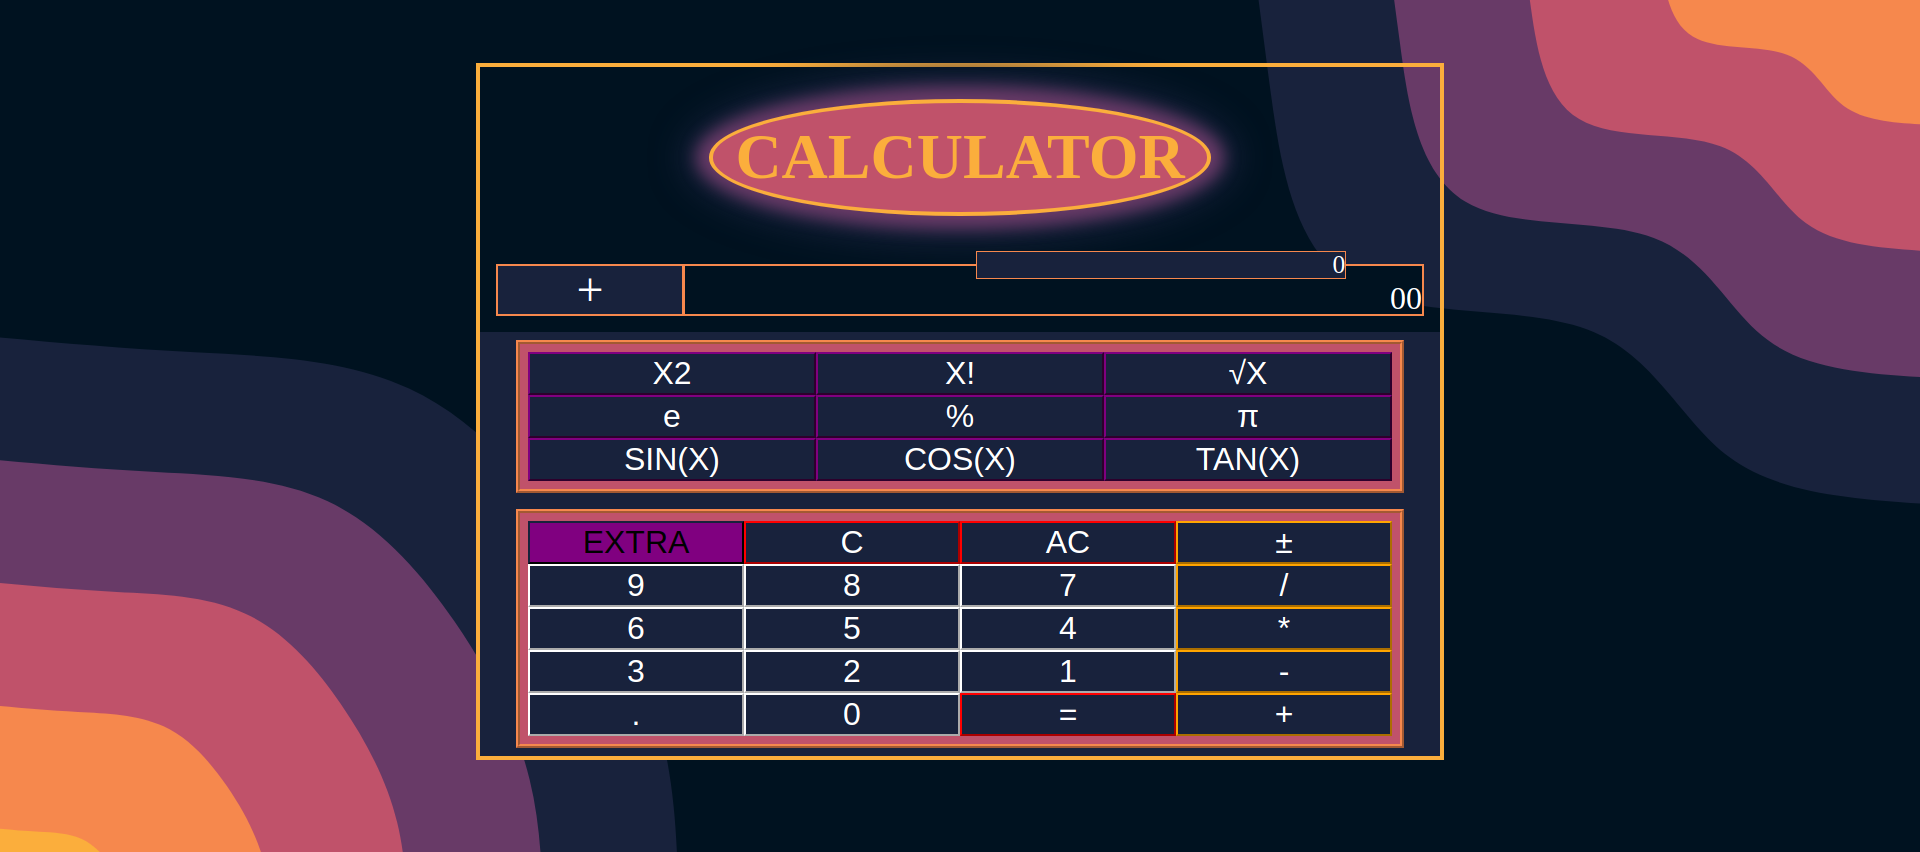 CALCULATOR
0
+
00
X2 X! √X
e % π
SIN(X) COS(X) TAN(X)
EXTRA C AC ±
9 8 7 /
6 5 4 *
3 2 1 -
. 0 = +